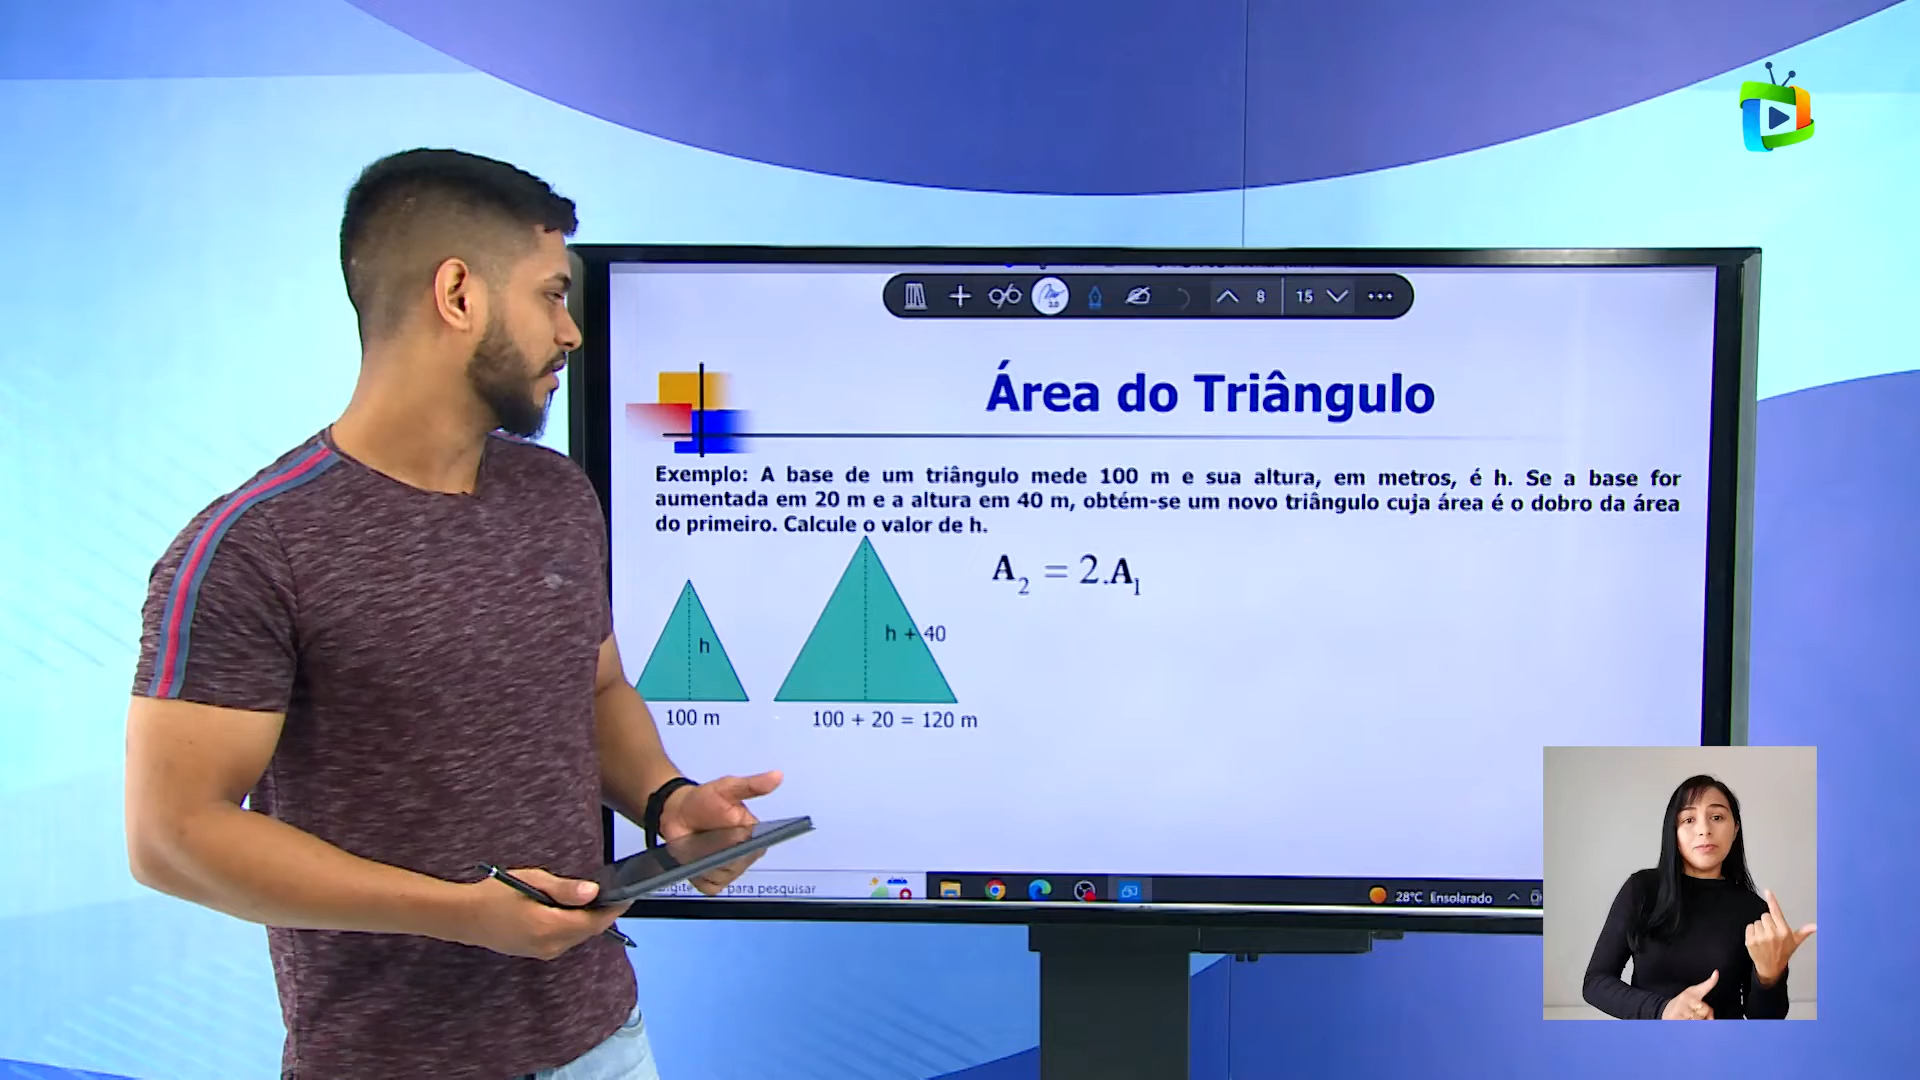 8 15
Área do Triângulo
Exemplo: A base de um triângulo mede 100 m e sua altura, em metros, é h. Se a base for
aumentada em 20 m e a altura em 40 m, obtém-se um novo triângulo cuja área é o dobro da área
do primeiro. Calcule o valor de h.
A₂ = 2.A₁
h
h + 40
100 m
100 + 20 = 120 m
para pesquisar
28°C Ensolarado